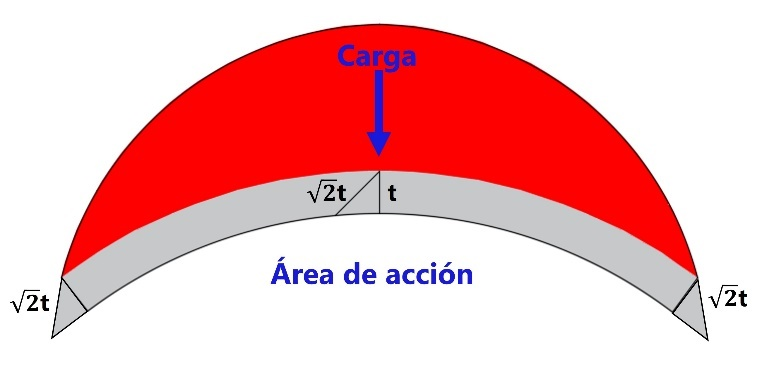 Carga
√2t
t
Área de acción
√2t
√2t